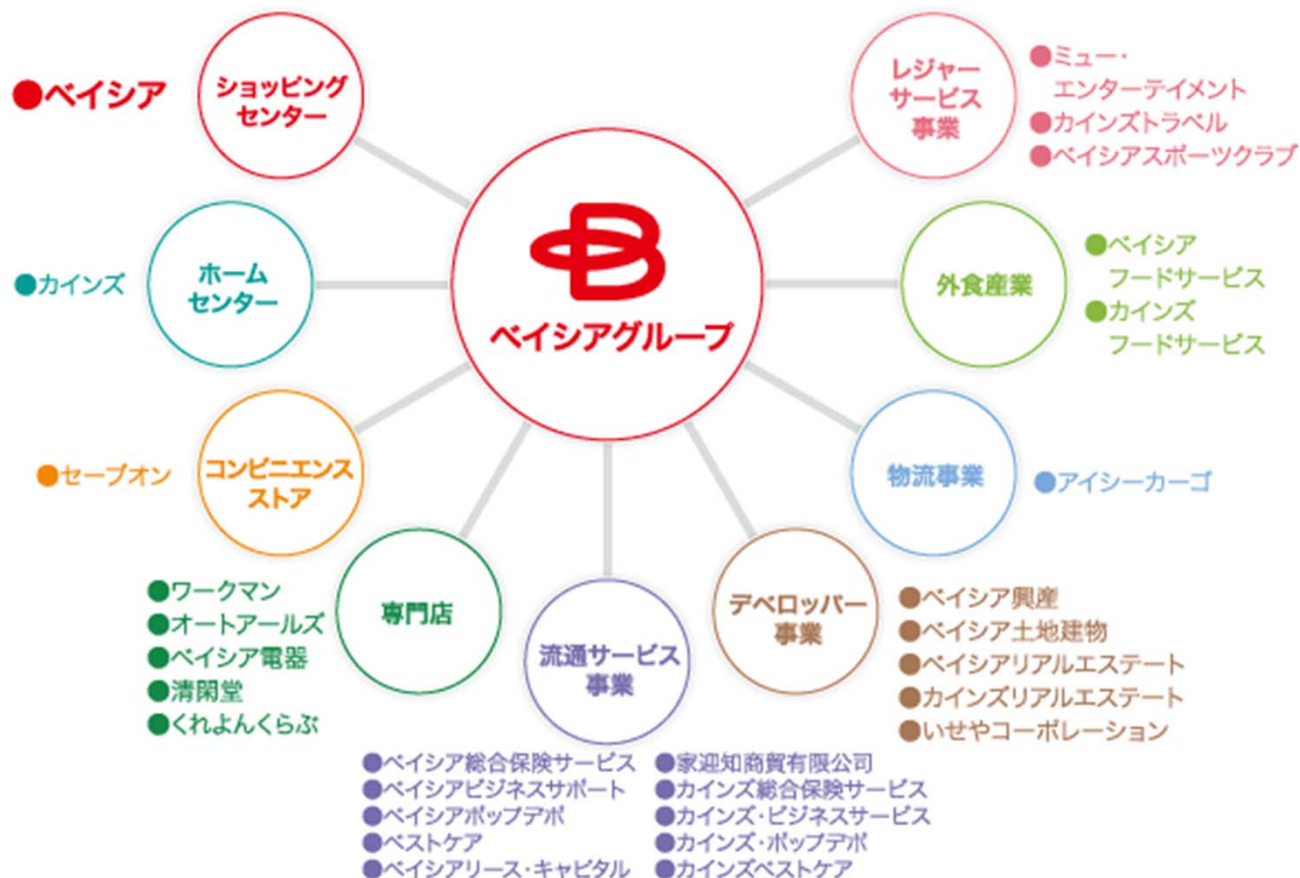 ●ベイシア
ショッピング
センター
●カインズ
ホーム
センター
●セーブオン
コンビニエンス
ストア
●ワークマン
●オートアールズ
●ベイシア電器
●清閑堂
●くれよんくらぶ
専門店
ベイシアグループ
流通サービス
事業
●ベイシア総合保険サービス
●ベイシアビジネスサポート
●ベイシアポップデポ
●ベストケア
●ベイシアリース・キャピタル
●家迎知商貿有限公司
●カインズ総合保険サービス
●カインズ・ビジネスサービス
●カインズ・ポップデポ
●カインズベストケア
デベロッパー
事業
●ベイシア興産
●ベイシア土地建物
●ベイシアリアルエステート
●カインズリアルエステート
●いせやコーポレーション
物流事業
●アイシーカーゴ
外食産業
●ベイシア
フードサービス
●カインズ
フードサービス
レジャー
サービス
事業
●ミュー・
エンターテイメント
●カインズトラベル
●ベイシアスポーツクラブ